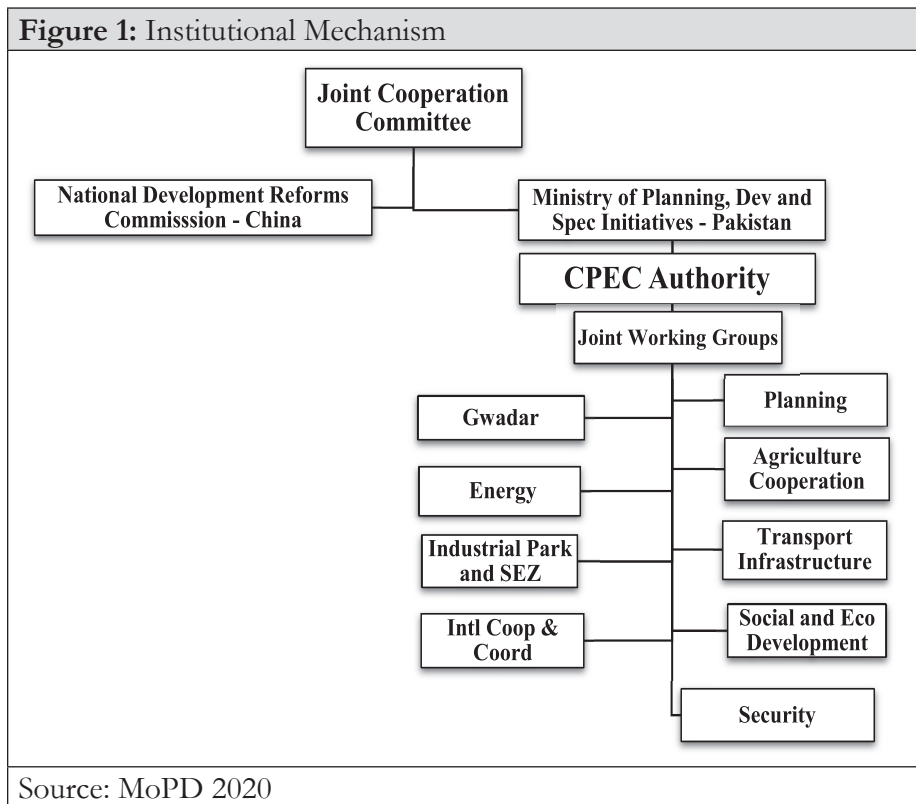 Figure 1: Institutional Mechanism
Joint Cooperation
Committee
National Development Reforms
Commisssion - China
Ministry of Planning, Dev and
Spec Initiatives - Pakistan
CPEC Authority
Joint Working Groups
Gwadar
Planning
Energy
Agriculture
Cooperation
Industrial Park
and SEZ
Transport
Infrastructure
Intl Coop &
Coord
Social and Eco
Development
Security
Source: MoPD 2020